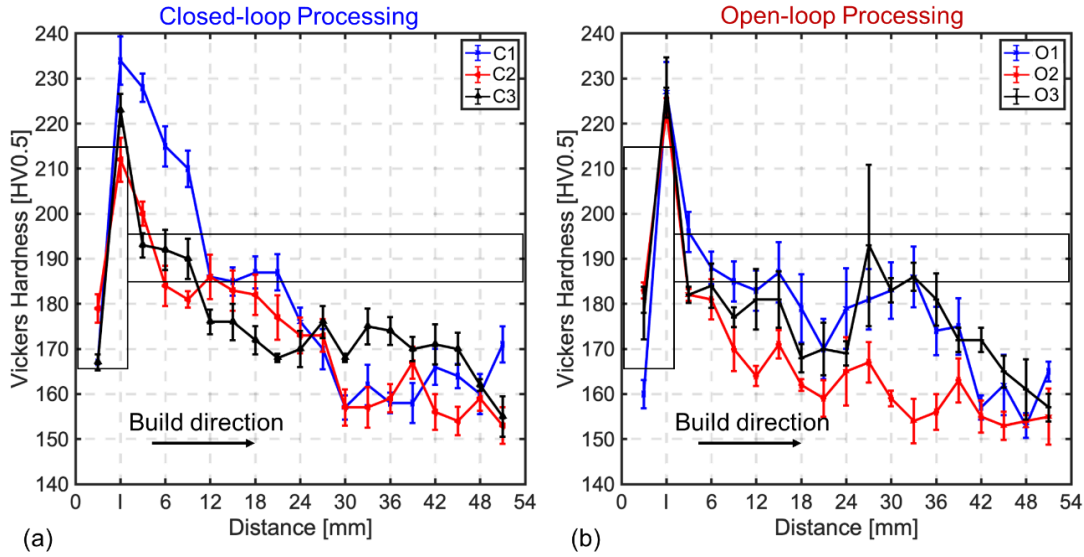 Closed-loop Processing
240
230
220
210
200
190
180
170
160
150
140
Vickers Hardness [HV0.5]
C1
C2
C3
Build direction
0 I 6 12 18 24 30 36 42 48 54
Distance [mm]
(a)
Open-loop Processing
240
230
220
210
200
190
180
170
160
150
140
Vickers Hardness [HV0.5]
O1
O2
O3
Build direction
0 I 6 12 18 24 30 36 42 48 54
Distance [mm]
(b)